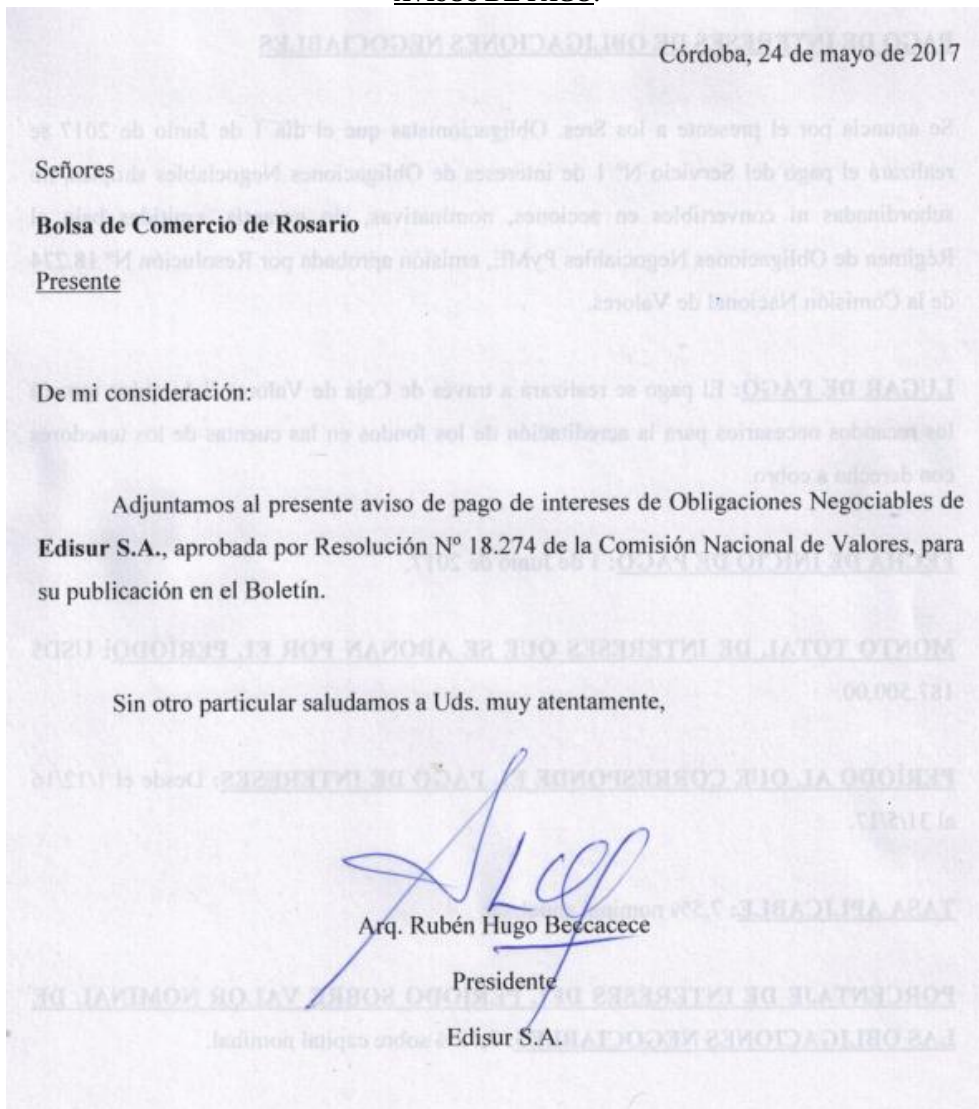 AVISOS DE PAGO:
Córdoba, 24 de mayo de 2017
Señores
Bolsa de Comercio de Rosario
Presente
De mi consideración:
Adjuntamos al presente aviso de pago de intereses de Obligaciones Negociables de
Edisur S.A., aprobada por Resolución Nº 18.274 de la Comisión Nacional de Valores, para
su publicación en el Boletín.
Sin otro particular saludamos a Uds. muy atentamente,
Arq. Rubén Hugo Beccacece
Presidente
Edisur S.A.